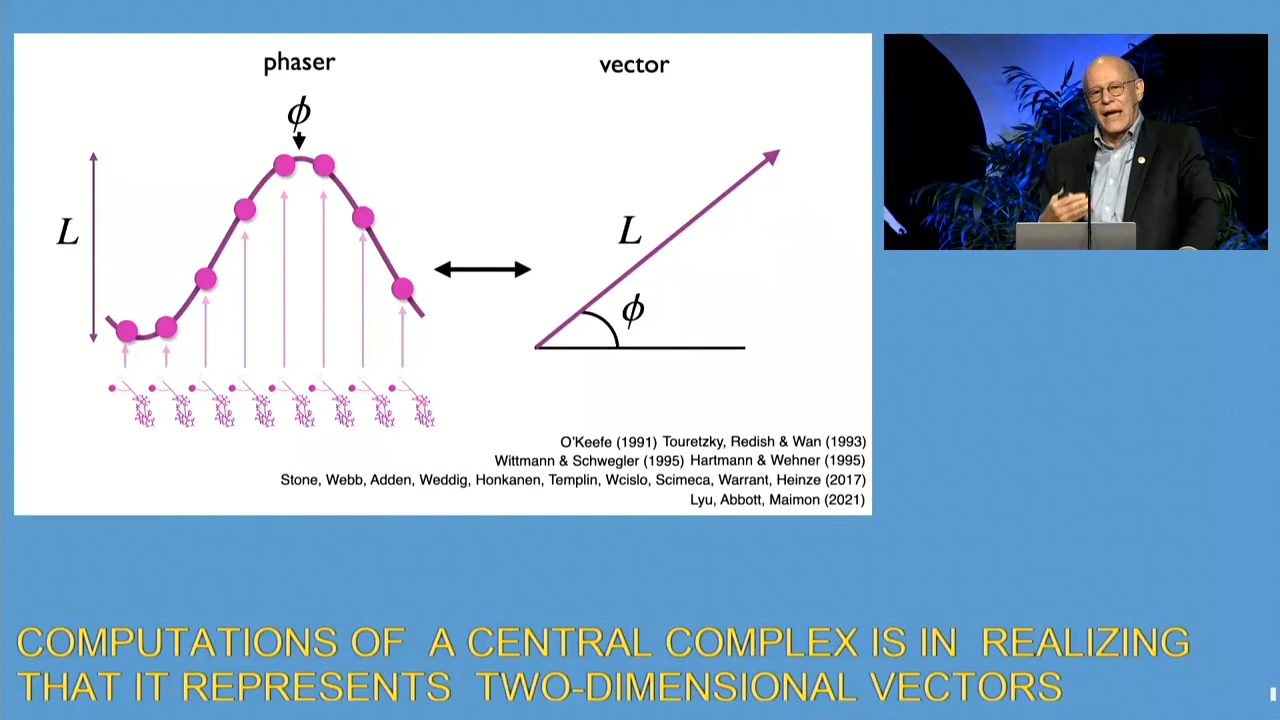 phaser
vector
ϕ
L
L
ϕ
O'Keefe (1991) Touretzky, Redish & Wan (1993)
Wittmann & Schwegler (1995) Hartmann & Wehner (1995)
Stone, Webb, Adden, Weddig, Honkanen, Templin, Wcislo, Scimeca, Warrant, Heinze (2017)
Lyu, Abbott, Maimon (2021)
COMPUTATIONS OF A CENTRAL COMPLEX IS IN REALIZING
THAT IT REPRESENTS TWO-DIMENSIONAL VECTORS